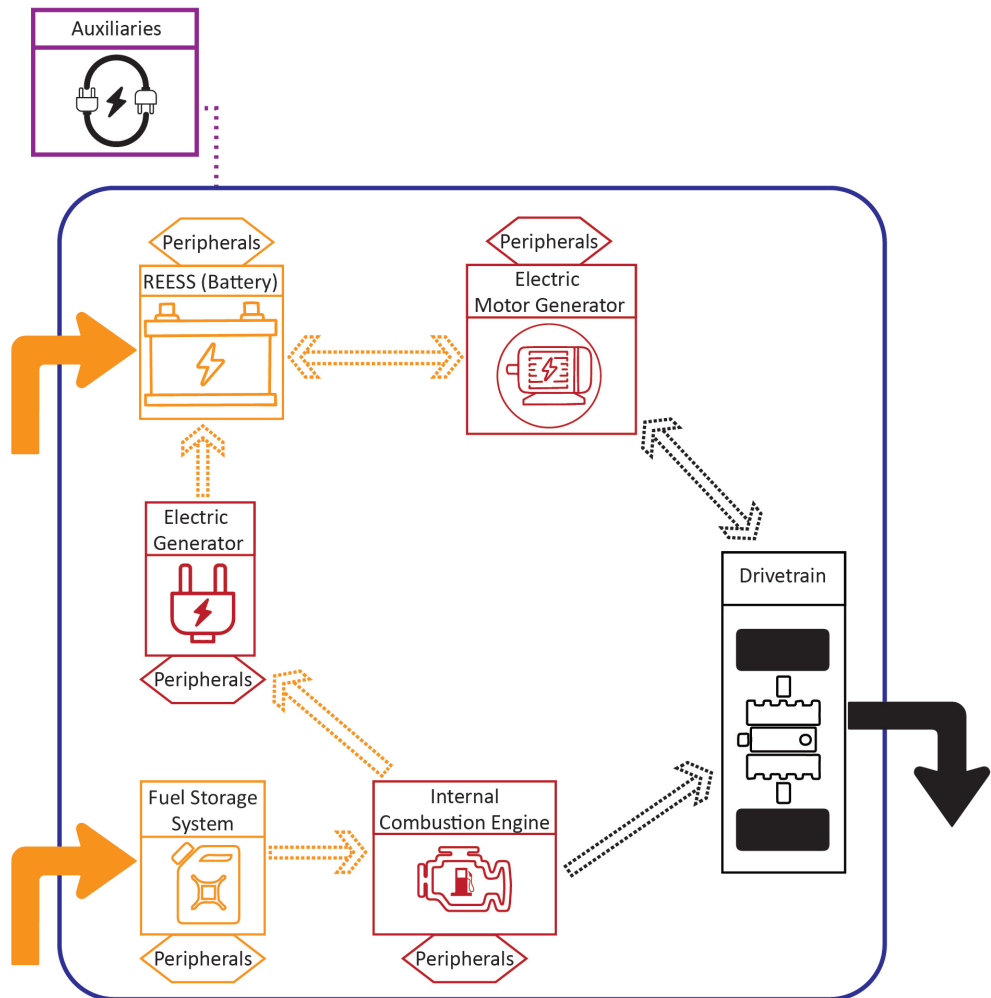 Auxiliaries
Peripherals
REESS (Battery)
Peripherals
Electric
Motor Generator
Electric
Generator
Peripherals
Drivetrain
Fuel Storage
System
Peripherals
Internal
Combustion Engine
Peripherals